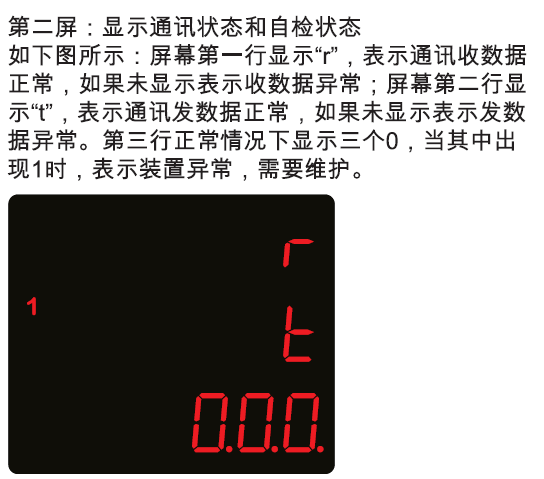 第二屏：显示通讯状态和自检状态
如下图所示：屏幕第一行显示“r”，表示通讯收数据
正常，如果未显示表示收数据异常；屏幕第二行显
示“t”，表示通讯发数据正常，如果未显示表示发数
据异常。第三行正常情况下显示三个0，当其中出
现1时，表示装置异常，需要维护。
r
1
t
0.0.0.